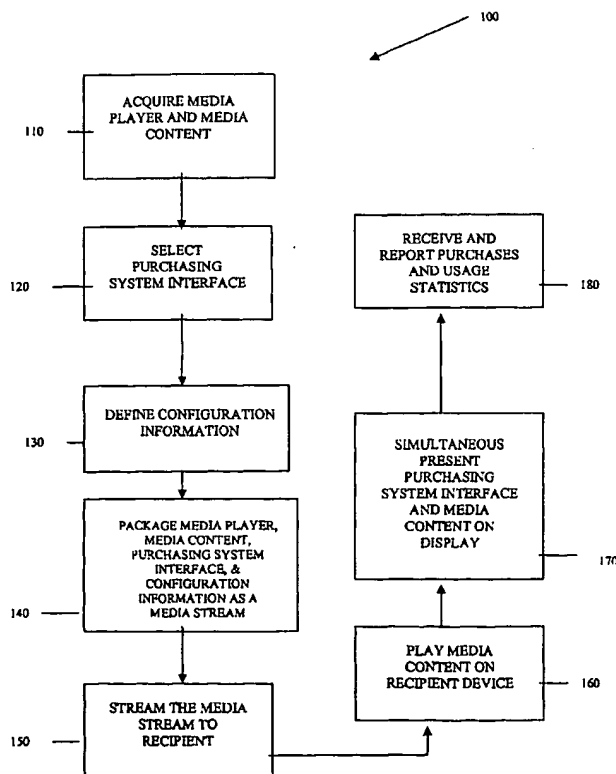 100
110
ACQUIRE MEDIA
PLAYER AND MEDIA
CONTENT
120
SELECT
PURCHASING
SYSTEM INTERFACE
130
DEFINE CONFIGURATION
INFORMATION
140
PACKAGE MEDIA PLAYER,
MEDIA CONTENT,
PURCHASING SYSTEM
INTERFACE, &
CONFIGURATION
INFORMATION AS A
MEDIA STREAM
150
STREAM THE MEDIA
STREAM TO
RECIPIENT
PLAY MEDIA
CONTENT ON
RECIPIENT DEVICE
160
SIMULTANEOUS
PRESENT
PURCHASING
SYSTEM INTERFACE
AND MEDIA
CONTENT ON
DISPLAY
170
RECEIVE AND
REPORT PURCHASES
AND USAGE
STATISTICS
180